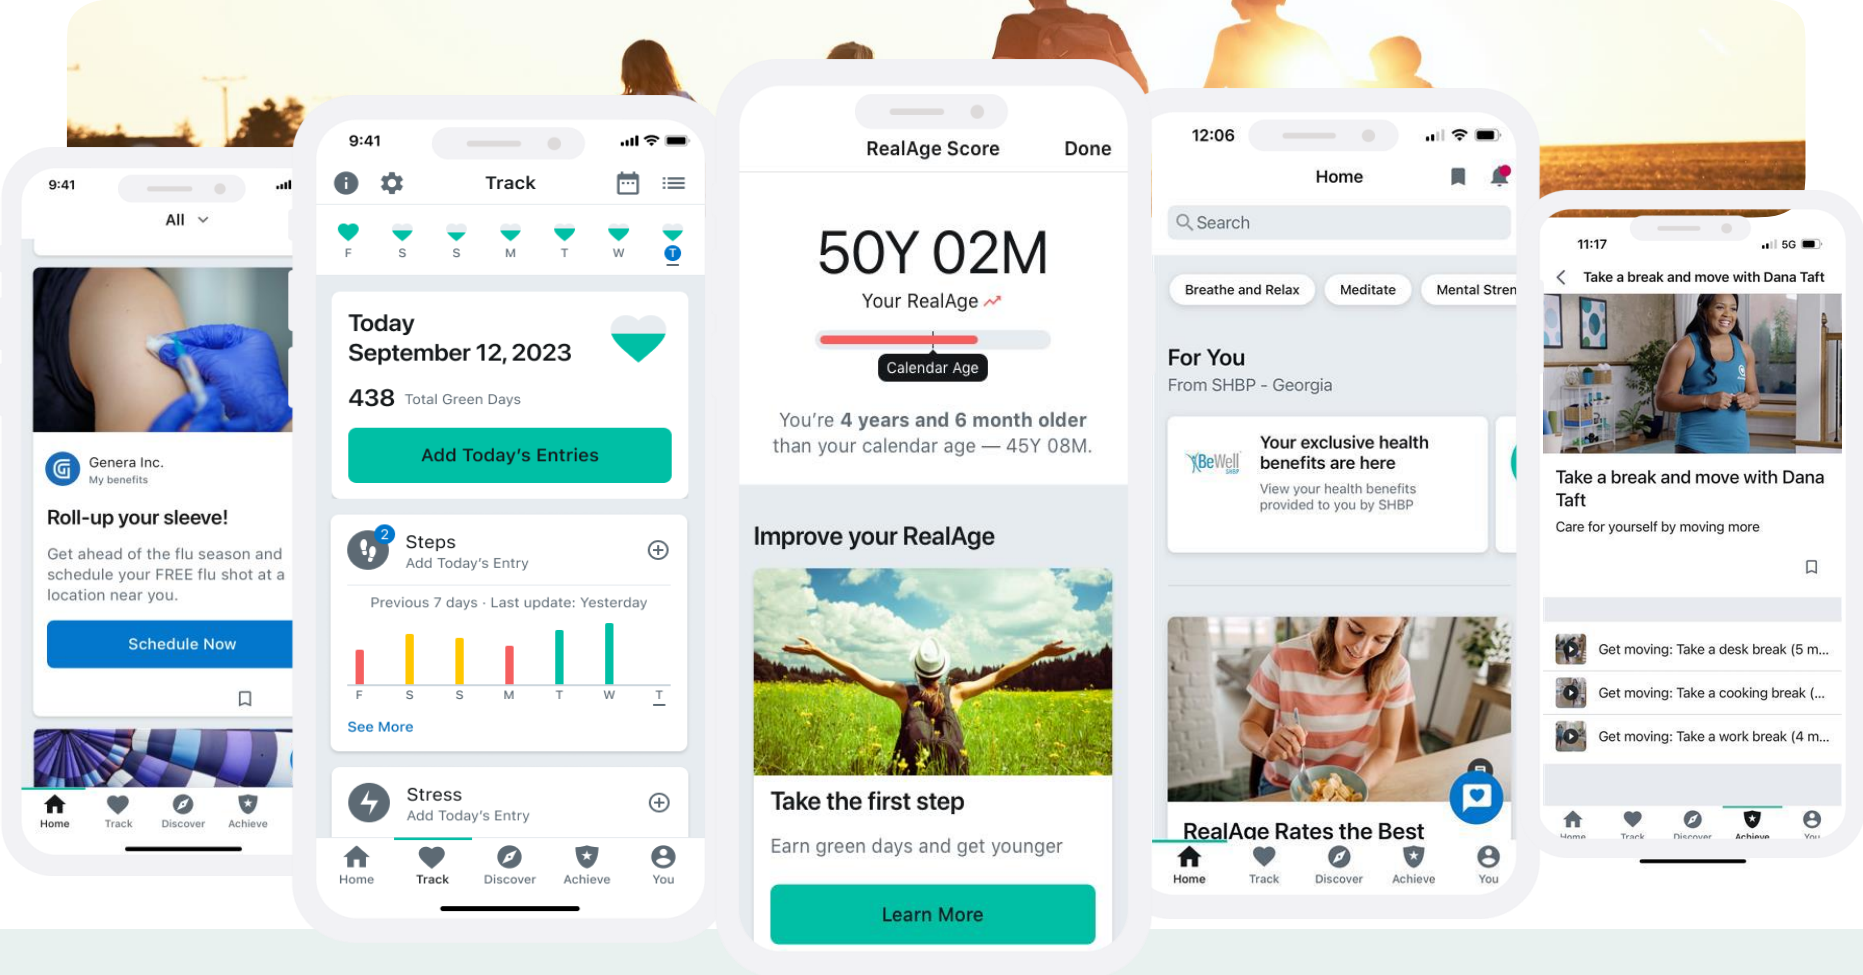 9:41
All
Genera Inc.
My benefits
Roll-up your sleeve!
Get ahead of the flu season and
schedule your FREE flu shot at a
location near you.
Schedule Now
Home Track Discover Achieve
9:41
Track
F S S M T W T
Today
September 12, 2023
438 Total Green Days
Add Today's Entries
2
Steps
Add Today's Entry
Previous 7 days · Last update: Yesterday
F S S M T W T
See More
Stress
Add Today's Entry
Home Track Discover Achieve You
RealAge Score Done
50Y 02M
Your RealAge
Calendar Age
You're 4 years and 6 month older
than your calendar age — 45Y 08M.
Improve your RealAge
Take the first step
Earn green days and get younger
Learn More
12:06
Home
Search
Breathe and Relax Meditate Mental Stren
For You
From SHBP - Georgia
BeWell
SHBP
Your exclusive health
benefits are here
View your health benefits
provided to you by SHBP
RealAge Rates the Best
Home Track Discover Achieve You
11:17 5G
Take a break and move with Dana Taft
Take a break and move with Dana
Taft
Care for yourself by moving more
Get moving: Take a desk break (5 m...
Get moving: Take a cooking break (...
Get moving: Take a work break (4 m...
Home Track Discover Achieve You